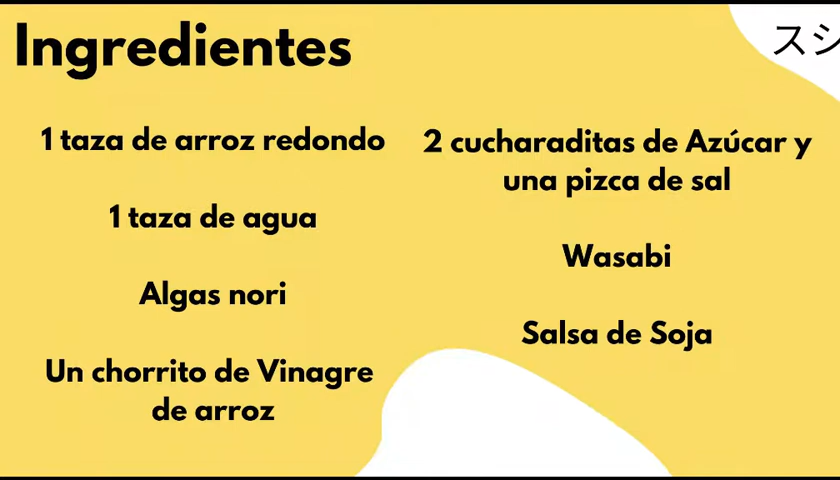 Ingredientes
スシ
1 taza de arroz redondo
1 taza de agua
Algas nori
Un chorrito de Vinagre
de arroz
2 cucharaditas de Azúcar y
una pizca de sal
Wasabi
Salsa de Soja